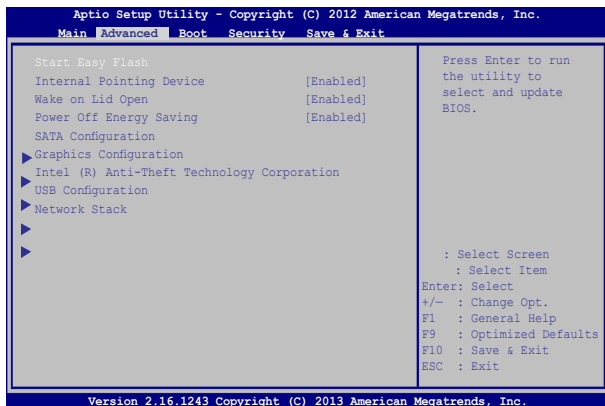 Aptio Setup Utility - Copyright (C) 2012 American Megatrends, Inc.
Main Advanced Boot Security Save & Exit
Start Easy Flash
Internal Pointing Device [Enabled]
Wake on Lid Open [Enabled]
Power Off Energy Saving [Enabled]
SATA Configuration
Graphics Configuration
Intel (R) Anti-Theft Technology Corporation
USB Configuration
Network Stack
Press Enter to run
the utility to
select and update
BIOS.
: Select Screen
: Select Item
Enter: Select
+/— : Change Opt.
F1 : General Help
F9 : Optimized Defaults
F10 : Save & Exit
ESC : Exit
Version 2.16.1243 Copyright (C) 2013 American Megatrends, Inc.